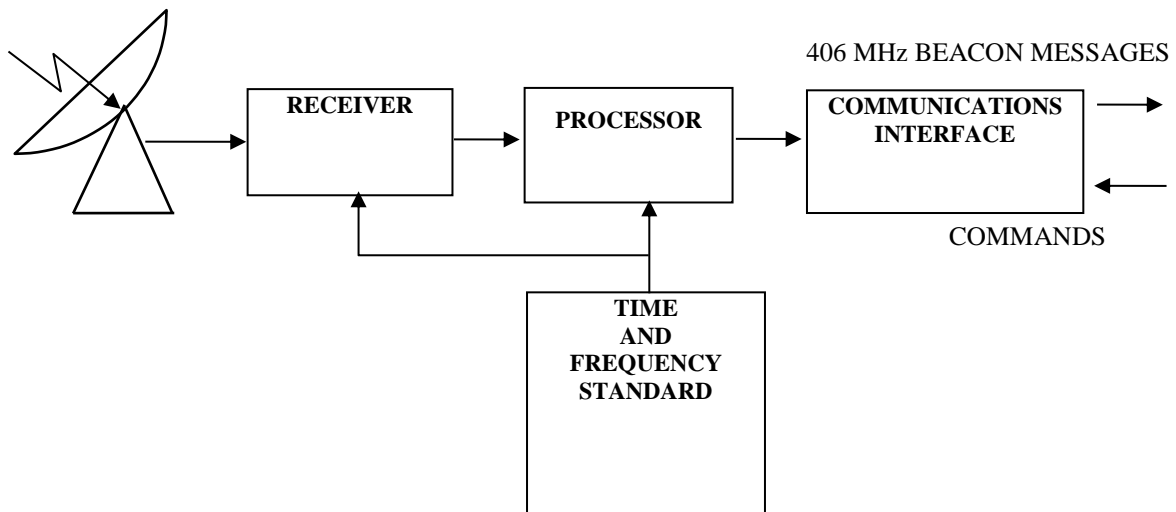 406 MHz BEACON MESSAGES
RECEIVER
PROCESSOR
COMMUNICATIONS
INTERFACE
COMMANDS
TIME
AND
FREQUENCY
STANDARD